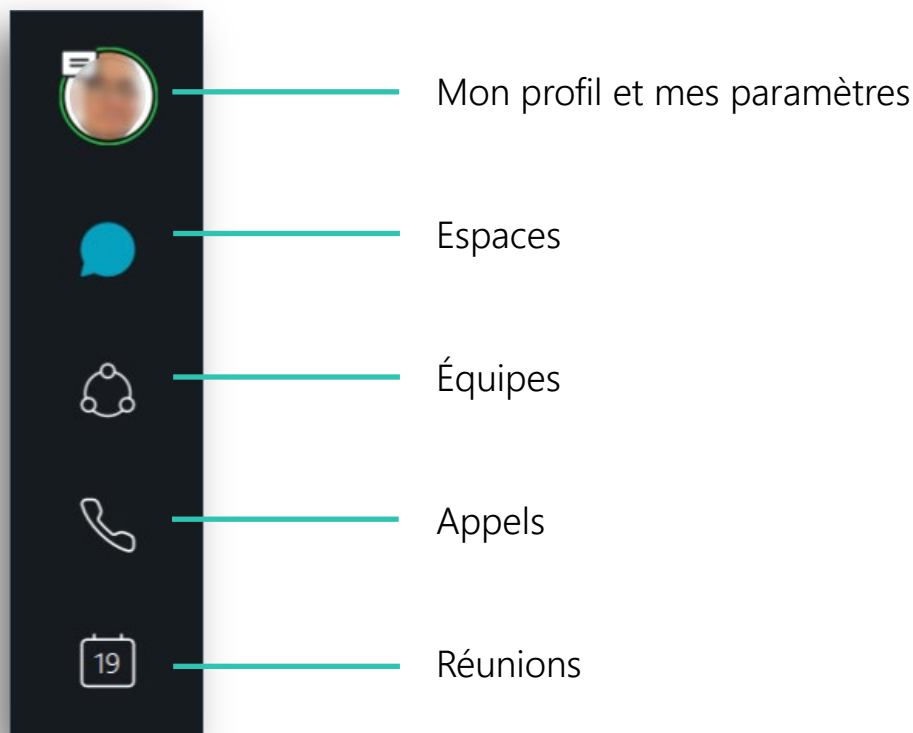 Mon profil et mes paramètres
Espaces
Équipes
Appels
19
Réunions